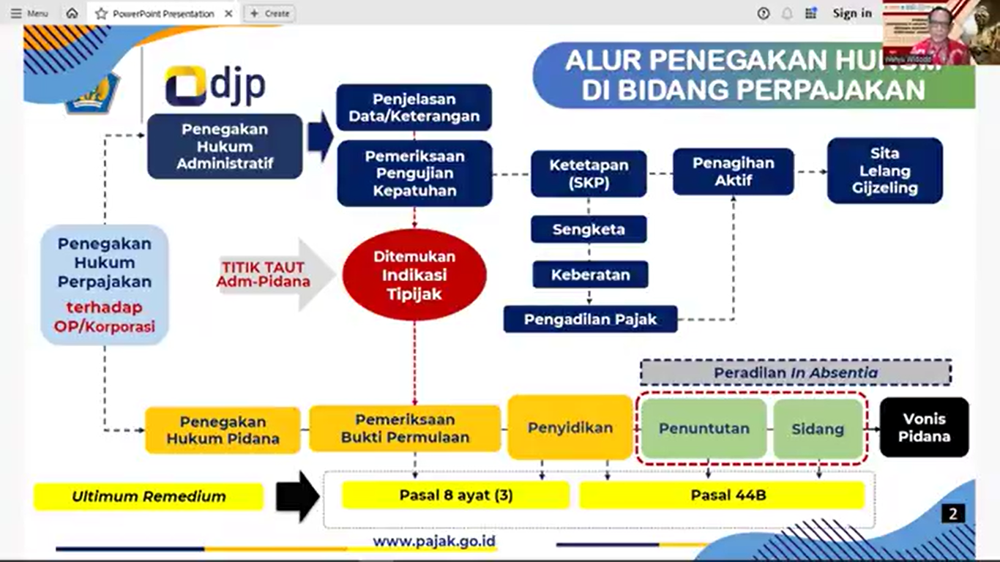 Menu
PowerPoint Presentation
Create
Sign in
djp
ALUR PENEGAKAN HUKUM
DI BIDANG PERPAJAKAN
Penegakan
Hukum
Administratif
Penjelasan
Data/Keterangan
Pemeriksaan
Pengujian
Kepatuhan
Ketetapan
(SKP)
Penagihan
Aktif
Sita
Lelang
Gijzeling
Sengketa
Keberatan
Pengadilan Pajak
Penegakan
Hukum
Perpajakan
terhadap
OP/Korporasi
TITIK TAUT
Adm-Pidana
Ditemukan
Indikasi
Tipijak
Peradilan In Absentia
Penegakan
Hukum Pidana
Pemeriksaan
Bukti Permulaan
Penyidikan
Penuntutan
Sidang
Vonis
Pidana
Ultimum Remedium
Pasal 8 ayat (3)
Pasal 44B
2
www.pajak.go.id